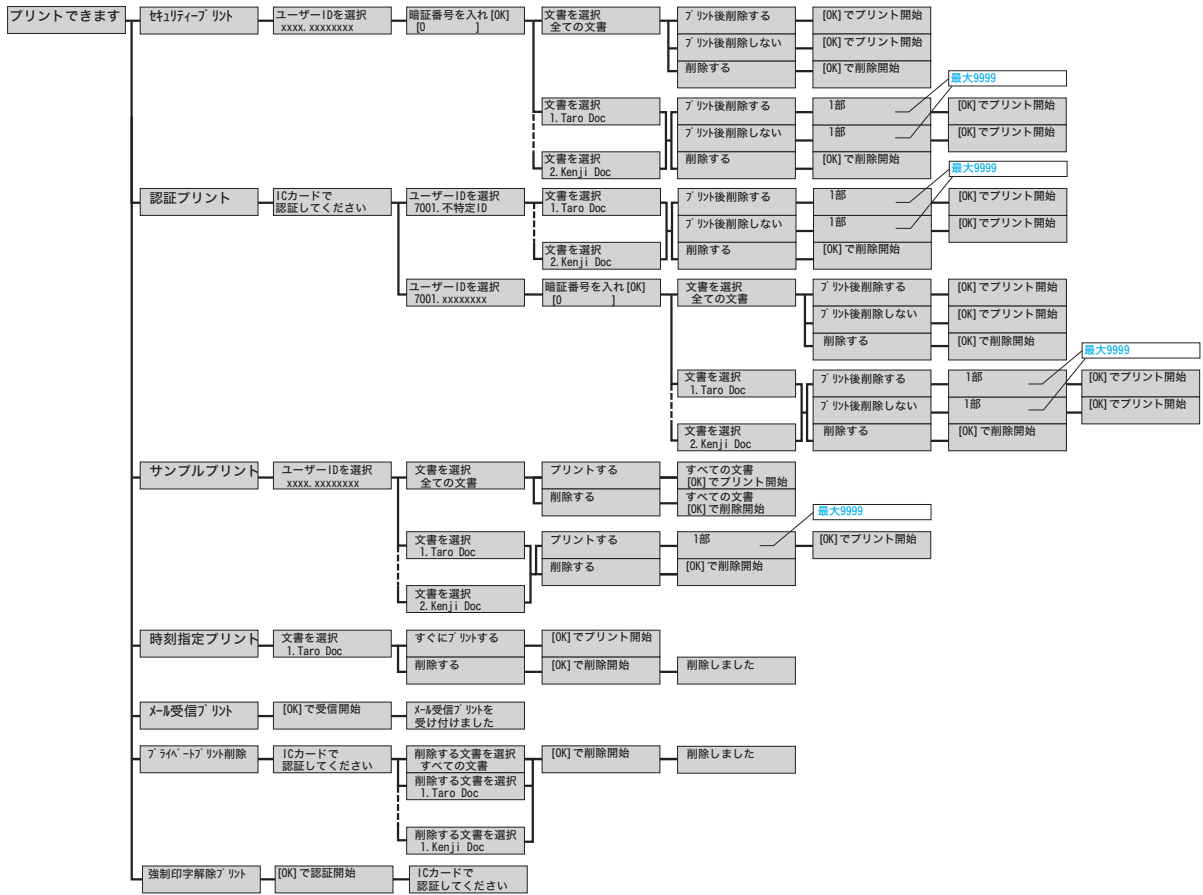 プリントできます
セキュリティープリント
ユーザーIDを選択
xxxx. xxxxxxxx
暗証番号を入れ[OK]
[0 ]
文書を選択
全ての文書
プリント後削除する
[OK]でプリント開始
プリント後削除しない
[OK]でプリント開始
削除する
[OK]で削除開始
最大9999
文書を選択
1. Taro Doc
プリント後削除する
1部
[OK]でプリント開始
プリント後削除しない
1部
[OK]でプリント開始
文書を選択
2. Kenji Doc
削除する
[OK]で削除開始
最大9999
認証プリント
ICカードで
認証してください
ユーザーIDを選択
7001. 不特定ID
文書を選択
1. Taro Doc
プリント後削除する
1部
[OK]でプリント開始
プリント後削除しない
1部
[OK]でプリント開始
文書を選択
2. Kenji Doc
削除する
[OK]で削除開始
ユーザーIDを選択
7001. xxxxxxxx
暗証番号を入れ[OK]
[0 ]
文書を選択
全ての文書
プリント後削除する
[OK]でプリント開始
プリント後削除しない
[OK]でプリント開始
削除する
[OK]で削除開始
最大9999
文書を選択
1. Taro Doc
プリント後削除する
1部
[OK]でプリント開始
プリント後削除しない
1部
[OK]でプリント開始
文書を選択
2. Kenji Doc
削除する
[OK]で削除開始
サンプルプリント
ユーザーIDを選択
xxxx. xxxxxxxx
文書を選択
全ての文書
プリントする
すべての文書
[OK]でプリント開始
削除する
すべての文書
[OK]で削除開始
最大9999
文書を選択
1. Taro Doc
プリントする
1部
[OK]でプリント開始
削除する
[OK]で削除開始
文書を選択
2. Kenji Doc
時刻指定プリント
文書を選択
1. Taro Doc
すぐにプリントする
[OK]でプリント開始
削除する
[OK]で削除開始
削除しました
メール受信プリント
[OK]で受信開始
メール受信プリントを
受け付けました
プライベートプリント削除
ICカードで
認証してください
削除する文書を選択
すべての文書
[OK]で削除開始
削除しました
削除する文書を選択
1. Taro Doc
削除する文書を選択
1. Kenji Doc
強制印字解除プリント
[OK]で認証開始
ICカードで
認証してください